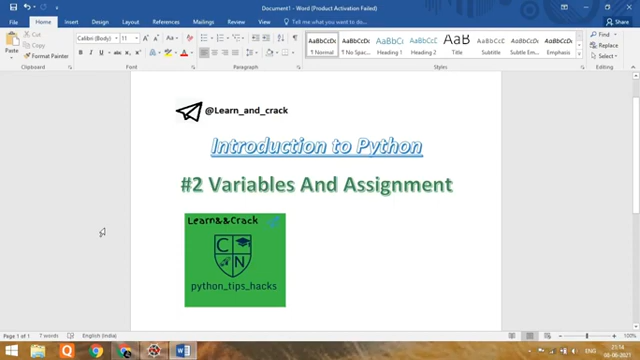 Document1 - Word (Product Activation Failed)
File Home Insert Design Layout References Mailings Review View Tell me what you want to do...
Cut
Copy
Format Painter
Paste
Clipboard
Calibri (Body) 11
Font
Paragraph
AaBbCcDc AaBbCcDc AaBbCc AaBbCc AaB AaBbCcD AaBbCcDc AaBbCcDc
¶ Normal ¶ No Spac... Heading 1 Heading 2 Title Subtitle Subtle Em... Emphasis
Styles
Find
Replace
Select
Editing
@Learn_and_crack
Introduction to Python
#2 Variables And Assignment
Learn&&Crack
C
N
python_tips_hacks
Page 1 of 1 7 words English (India)
100%
ENG